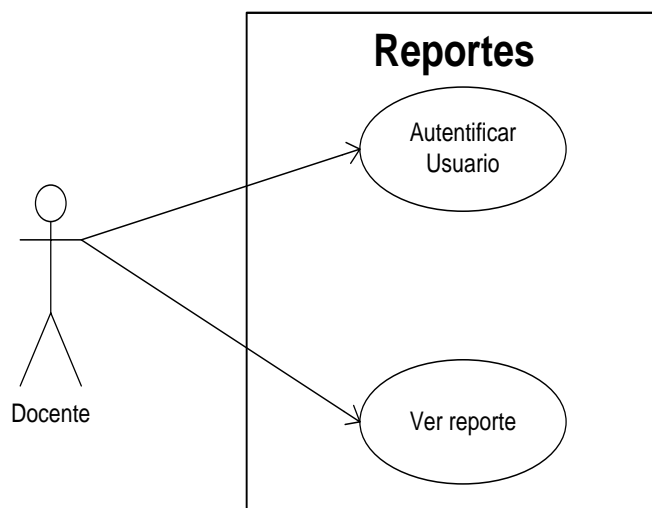 Reportes
Autentificar
Usuario
Docente
Ver reporte